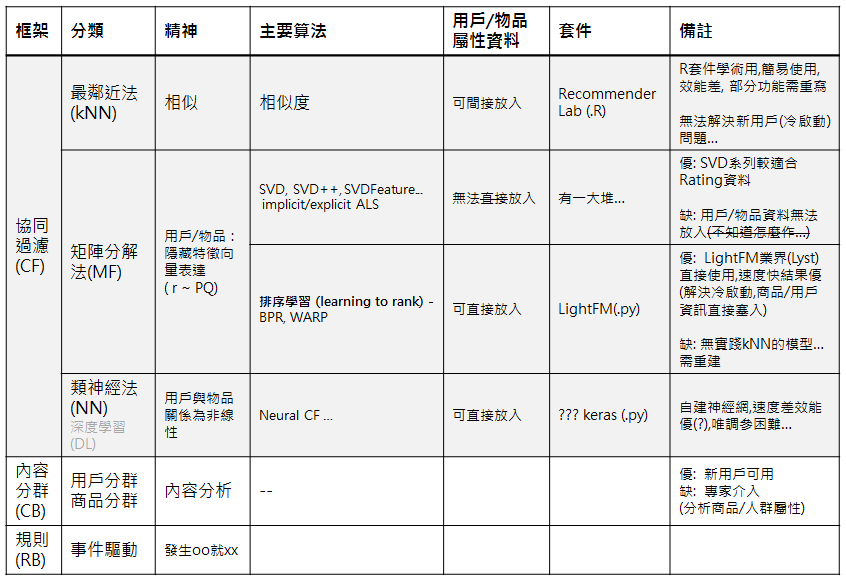 框架
分類
精神
主要算法
用戶/物品
屬性資料
套件
備註
協同
過濾
(CF)
最鄰近法
(kNN)
相似
相似度
可間接放入
Recommender
Lab (.R)
R套件學術用,簡易使用,
效能差, 部分功能需重寫
無法解決新用戶(冷啟動)
問題...
矩陣分解
法(MF)
用戶/物品：
隱藏特徵向
量表達
( r ~ PQ)
SVD, SVD++, SVDFeature...
implicit/explicit ALS
無法直接放入
有一大堆...
優: SVD系列較適合
Rating資料
缺: 用戶/物品資料無法
放入(不知道怎麼作...)
排序學習 (learning to rank) -
BPR, WARP
可直接放入
LightFM(.py)
優: LightFM業界(Lyst)
直接使用,速度快結果優
(解決冷啟動,商品/用戶
資訊直接塞入)
缺: 無實踐kNN的模型...
需重建
類神經法
(NN)
深度學習
(DL)
用戶與物品
關係為非線
性
Neural CF ...
可直接放入
??? keras (.py)
自建神經網,速度差效能
優(?),唯調參困難...
內容
分群
(CB)
用戶分群
商品分群
內容分析
--
優: 新用戶可用
缺: 專家介入
(分析商品/人群屬性)
規則
(RB)
事件驅動
發生oo就xx